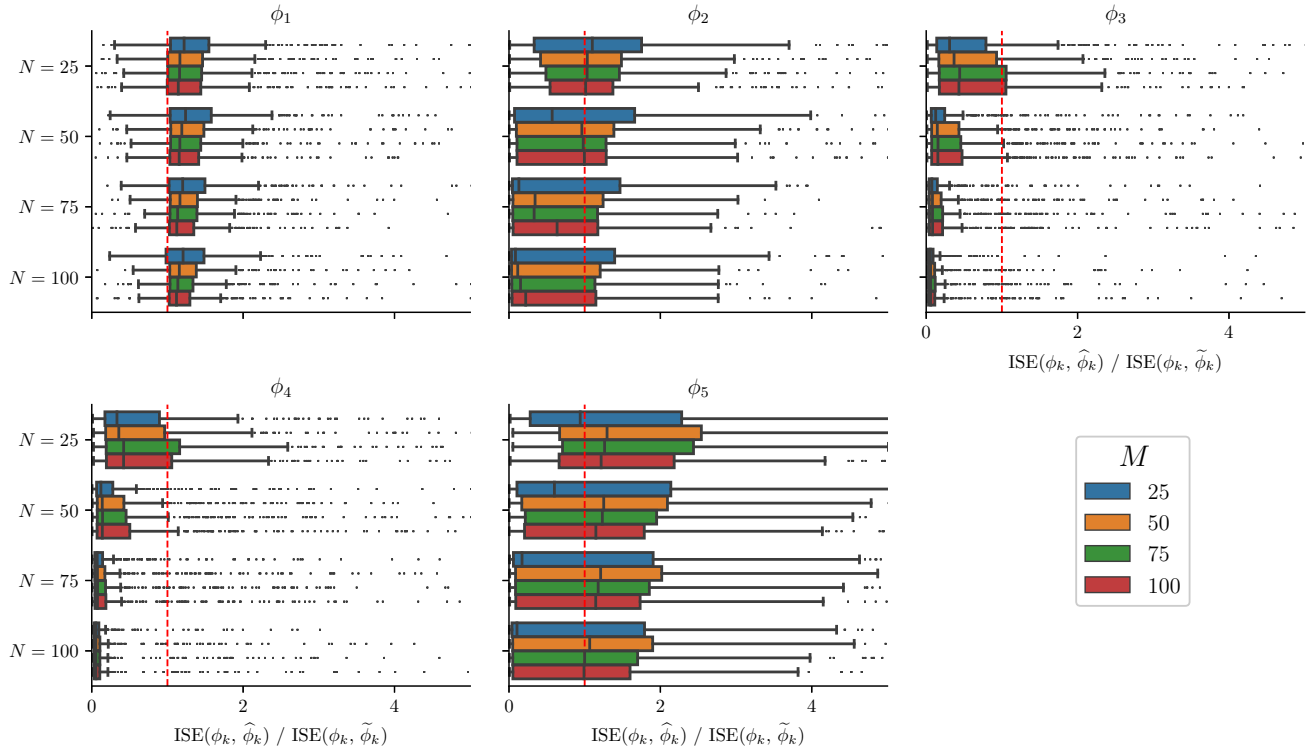 ϕ₁
ϕ₂
ϕ₃
N = 25
N = 50
N = 75
N = 100
0 2 4
ISE(ϕₖ, ϕ̂ₖ) / ISE(ϕₖ, ϕ̃ₖ)
ϕ₄
ϕ₅
N = 25
N = 50
N = 75
N = 100
0 2 4
ISE(ϕₖ, ϕ̂ₖ) / ISE(ϕₖ, ϕ̃ₖ)
0 2 4
ISE(ϕₖ, ϕ̂ₖ) / ISE(ϕₖ, ϕ̃ₖ)
M
25
50
75
100